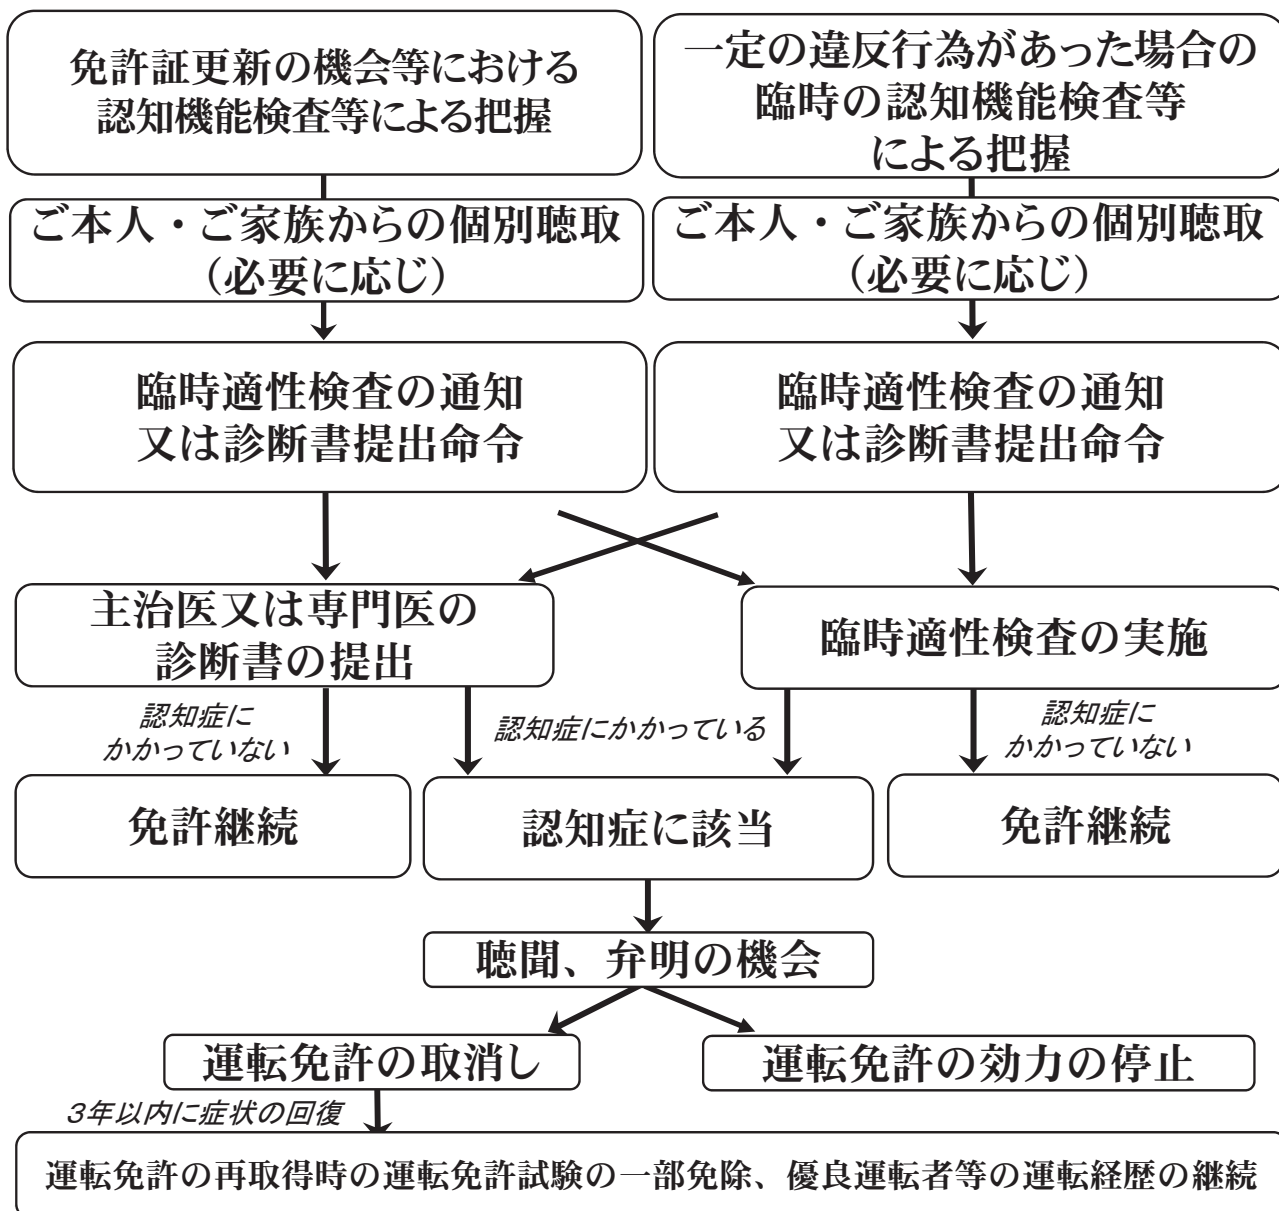 免許証更新の機会等における
認知機能検査等による把握
一定の違反行為があった場合の
臨時の認知機能検査等
による把握
ご本人・ご家族からの個別聴取
（必要に応じ）
ご本人・ご家族からの個別聴取
（必要に応じ）
臨時適性検査の通知
又は診断書提出命令
臨時適性検査の通知
又は診断書提出命令
主治医又は専門医の
診断書の提出
臨時適性検査の実施
認知症に
かかっていない
認知症にかかっている
認知症に
かかっていない
免許継続
認知症に該当
免許継続
聴聞、弁明の機会
運転免許の取消し
運転免許の効力の停止
3年以内に症状の回復
運転免許の再取得時の運転免許試験の一部免除、優良運転者等の運転経歴の継続